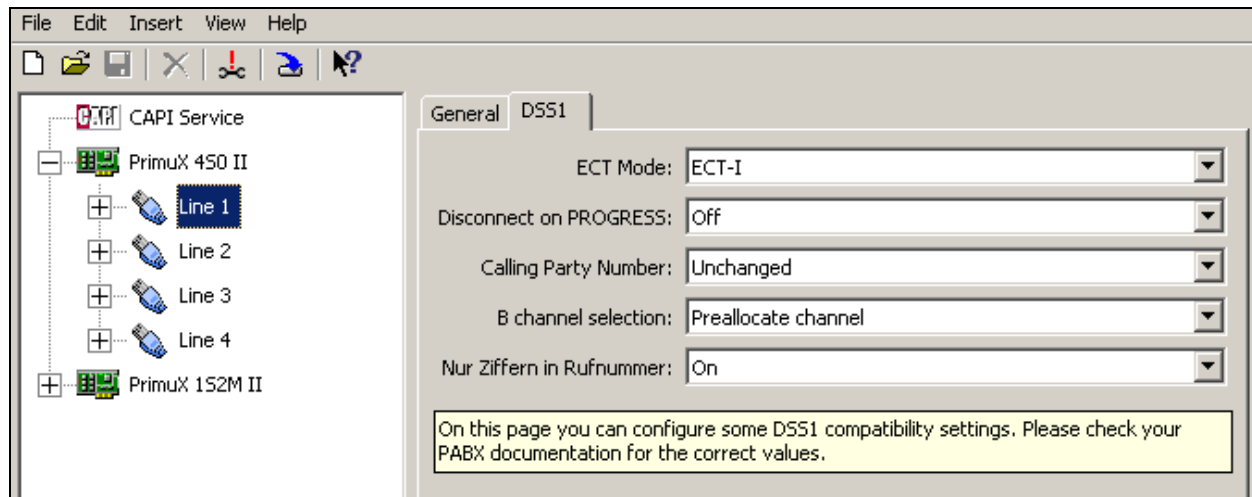 File Edit Insert View Help
CAPI CAPI Service
PrimuX 4S0 II
Line 1
Line 2
Line 3
Line 4
PrimuX 1S2M II
General DSS1
ECT Mode: ECT-I
Disconnect on PROGRESS: Off
Calling Party Number: Unchanged
B channel selection: Preallocate channel
Nur Ziffern in Rufnummer: On
On this page you can configure some DSS1 compatibility settings. Please check your
PABX documentation for the correct values.